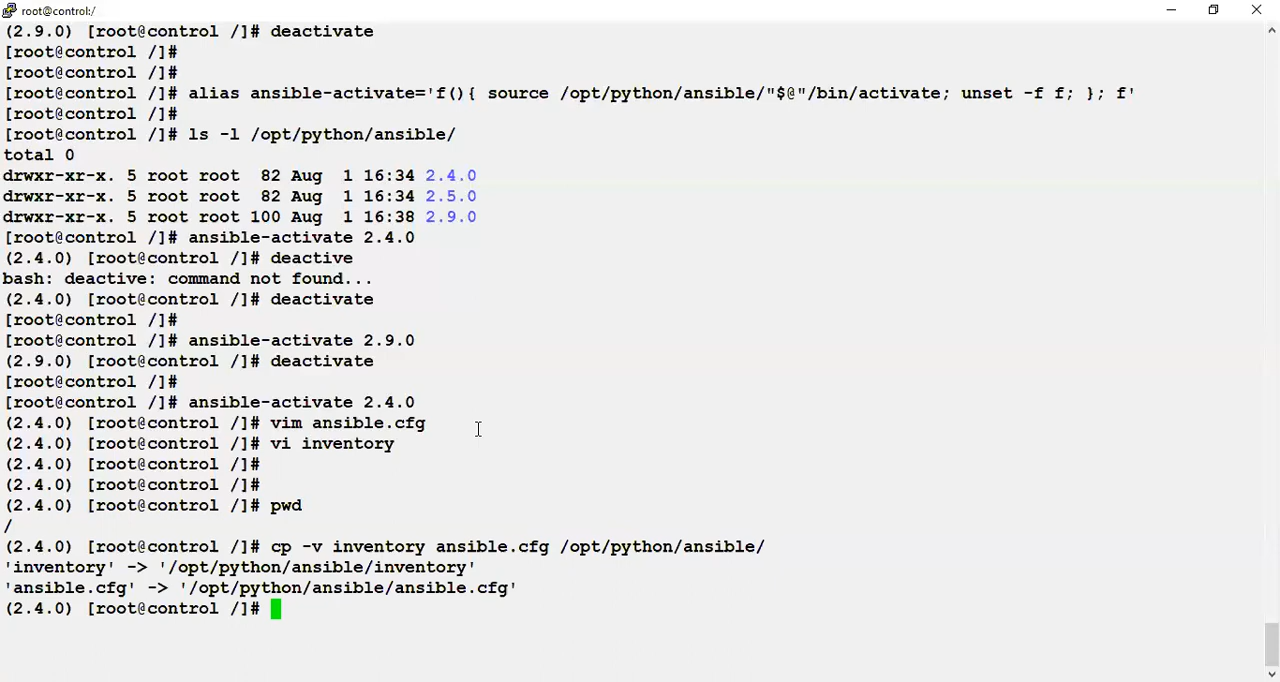 root@control:/
(2.9.0) [root@control /]# deactivate
[root@control /]#
[root@control /]#
[root@control /]# alias ansible-activate='f(){ source /opt/python/ansible/"$@"/bin/activate; unset -f f; }; f'
[root@control /]#
[root@control /]# ls -l /opt/python/ansible/
total 0
drwxr-xr-x. 5 root root  82 Aug  1 16:34 2.4.0
drwxr-xr-x. 5 root root  82 Aug  1 16:34 2.5.0
drwxr-xr-x. 5 root root 100 Aug  1 16:38 2.9.0
[root@control /]# ansible-activate 2.4.0
(2.4.0) [root@control /]# deactive
bash: deactive: command not found...
(2.4.0) [root@control /]# deactivate
[root@control /]#
[root@control /]# ansible-activate 2.9.0
(2.9.0) [root@control /]# deactivate
[root@control /]#
[root@control /]# ansible-activate 2.4.0
(2.4.0) [root@control /]# vim ansible.cfg
(2.4.0) [root@control /]# vi inventory
(2.4.0) [root@control /]#
(2.4.0) [root@control /]#
(2.4.0) [root@control /]# pwd
/
(2.4.0) [root@control /]# cp -v inventory ansible.cfg /opt/python/ansible/
'inventory' -> '/opt/python/ansible/inventory'
'ansible.cfg' -> '/opt/python/ansible/ansible.cfg'
(2.4.0) [root@control /]#